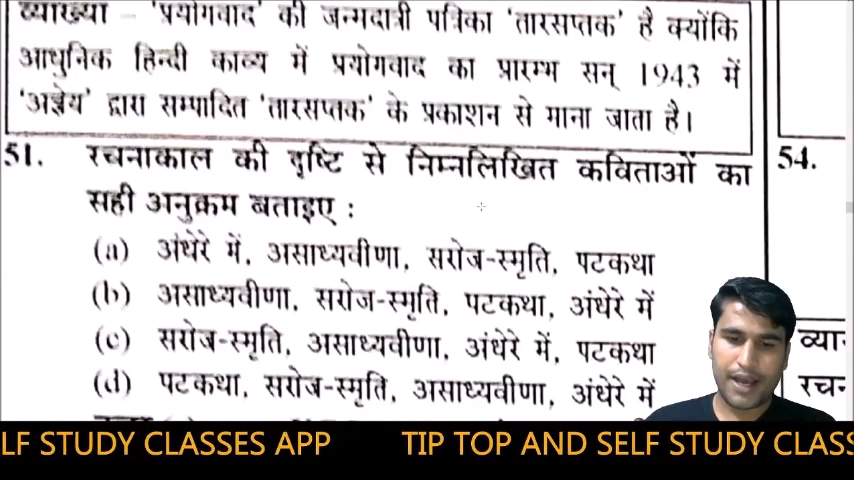 व्याख्या – 'प्रयोगवाद' की जन्मदात्री पत्रिका 'तारसप्तक' है क्योंकि
आधुनिक हिन्दी काव्य में प्रयोगवाद का प्रारम्भ सन् 1943 में
'अज्ञेय' द्वारा सम्पादित 'तारसप्तक' के प्रकाशन से माना जाता है।
51. रचनाकाल की दृष्टि से निम्नलिखित कविताओं का
सही अनुक्रम बताइए :
(a) अंधेरे में, असाध्यवीणा, सरोज-स्मृति, पटकथा
(b) असाध्यवीणा, सरोज-स्मृति, पटकथा, अंधेरे में
(c) सरोज-स्मृति, असाध्यवीणा, अंधेरे में, पटकथा
(d) पटकथा, सरोज-स्मृति, असाध्यवीणा, अंधेरे में
54.
LF STUDY CLASSES APP TIP TOP AND SELF STUDY CLASS